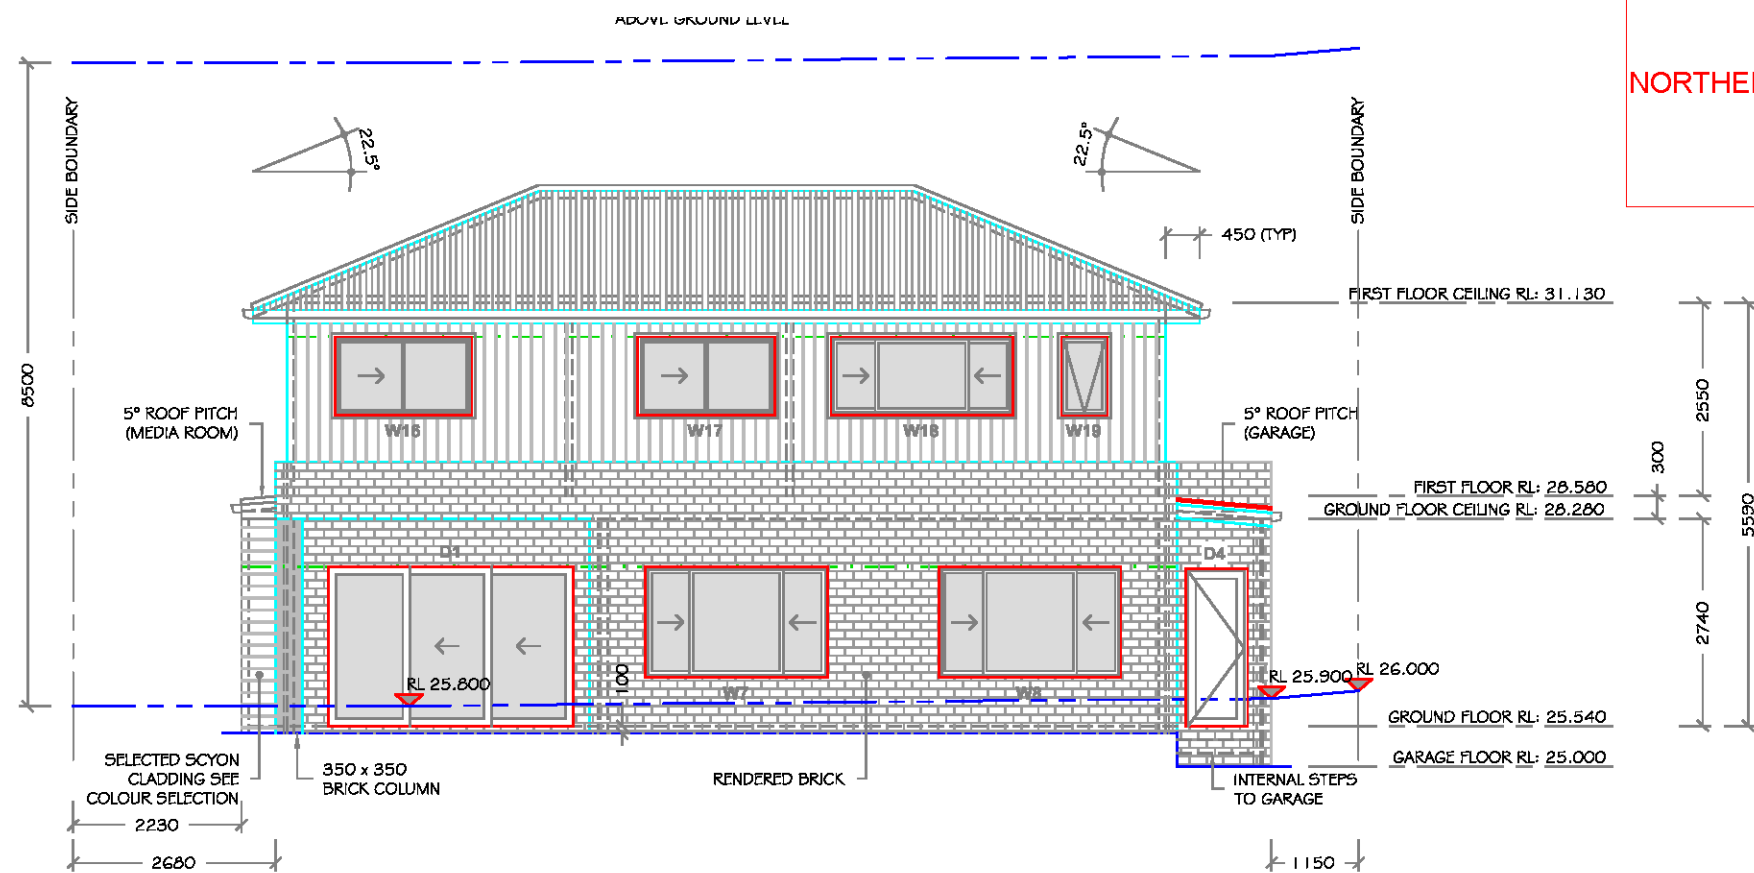 ABOVE GROUND LEVEL
SIDE BOUNDARY
22.5°
22.5°
SIDE BOUNDARY
450 (TYP)
8500
FIRST FLOOR CEILING RL: 31.130
W16
W17
W18
W19
5° ROOF PITCH
(MEDIA ROOM)
5° ROOF PITCH
(GARAGE)
2550
300
5590
FIRST FLOOR RL: 28.580
GROUND FLOOR CEILING RL: 28.280
D1
D4
2740
RL 25.800
100
W7
W8
RL 25.900
RL 26.000
GROUND FLOOR RL: 25.540
GARAGE FLOOR RL: 25.000
SELECTED SCYON
CLADDING SEE
COLOUR SELECTION
350 x 350
BRICK COLUMN
RENDERED BRICK
INTERNAL STEPS
TO GARAGE
2230
2680
1150